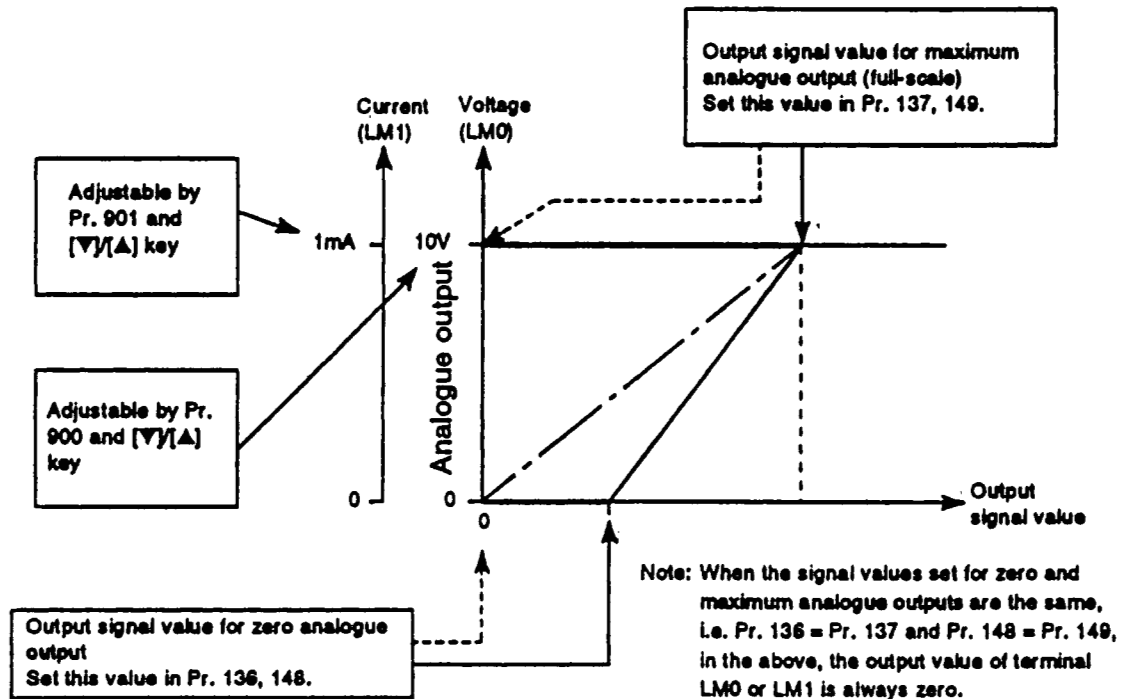 Output signal value for maximum
analogue output (full-scale)
Set this value in Pr. 137, 149.
Current
(LM1)
Voltage
(LM0)
Adjustable by
Pr. 901 and
[▼]/[▲] key
1mA
10V
Analogue output
Adjustable by Pr.
900 and [▼]/[▲]
key
0
0
0
Output
signal value
Output signal value for zero analogue
output
Set this value in Pr. 136, 148.
Note: When the signal values set for zero and
maximum analogue outputs are the same,
i.e. Pr. 136 = Pr. 137 and Pr. 148 = Pr. 149,
in the above, the output value of terminal
LM0 or LM1 is always zero.